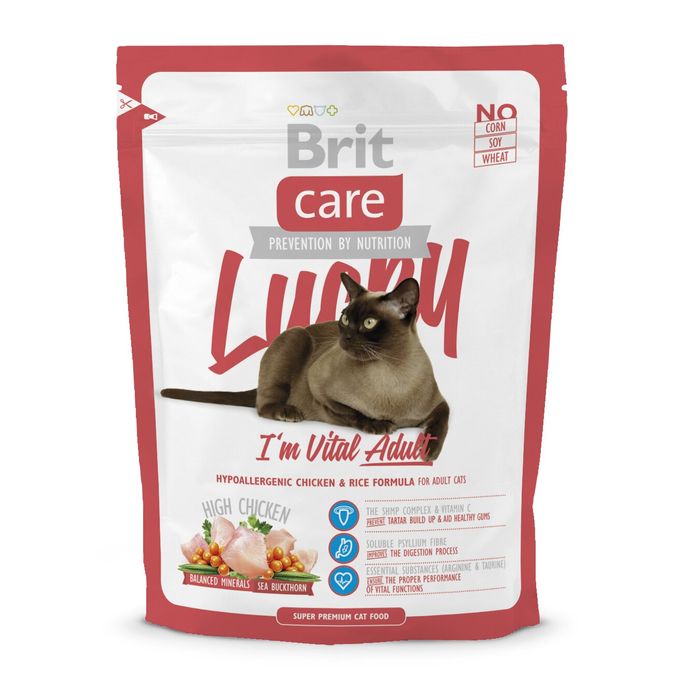 Brit
NO
CORN
SOY
WHEAT
care
PREVENTION BY NUTRITION
I'm Vital Adult
HYPOALLERGENIC CHICKEN & RICE FORMULA FOR ADULT CATS
HIGH CHICKEN
BALANCED MINERALS SEA BUCKTHORN
THE SHMP COMPLEX & VITAMIN C
PREVENT TARTAR BUILD UP & AID HEALTHY GUMS
SOLUBLE PSYLLIUM FIBRE
IMPROVES THE DIGESTION PROCESS
ESSENTIAL SUBSTANCES (ARGININE & TAURINE)
ENSURE THE PROPER PERFORMANCE
OF VITAL FUNCTIONS
SUPER PREMIUM CAT FOOD